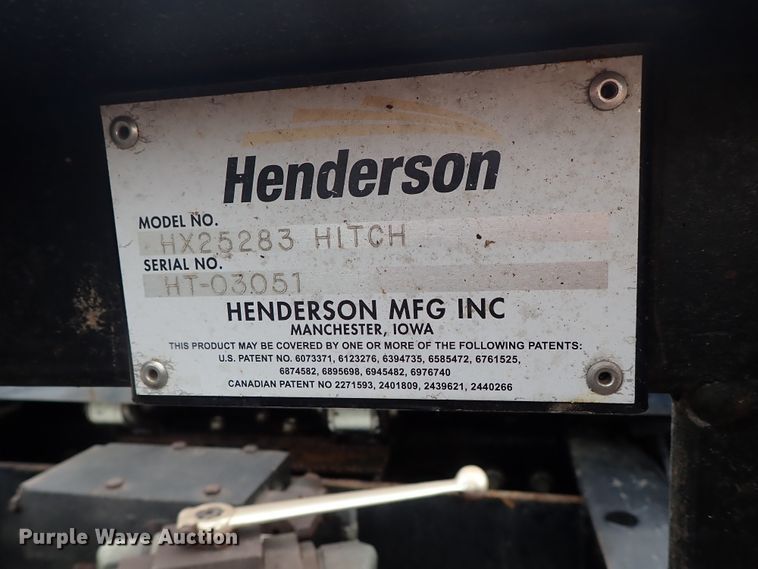 Henderson
MODEL NO.
HX25283 HITCH
SERIAL NO.
HT-03051
HENDERSON MFG INC
MANCHESTER, IOWA
THIS PRODUCT MAY BE COVERED BY ONE OR MORE OF THE FOLLOWING PATENTS:
U.S. PATENT NO. 6073371, 6123276, 6394735, 6585472, 6761525,
6874582, 6895698, 6945482, 6976740
CANADIAN PATENT NO 2271593, 2401809, 2439621, 2440266
Purple Wave Auction